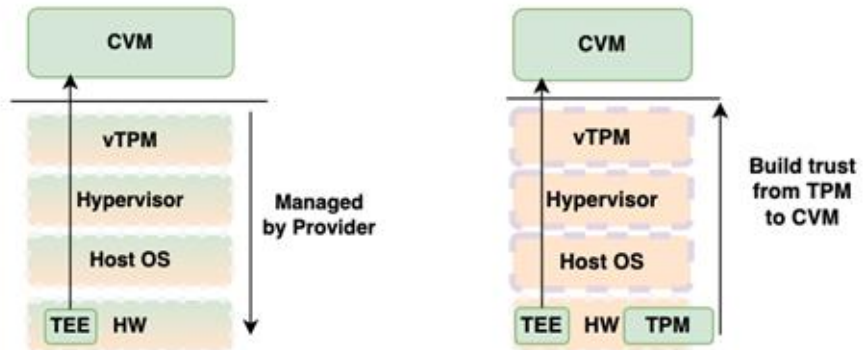 CVM
vTPM
Hypervisor
Host OS
TEE HW
Managed
by Provider
CVM
vTPM
Hypervisor
Host OS
TEE HW TPM
Build trust
from TPM
to CVM